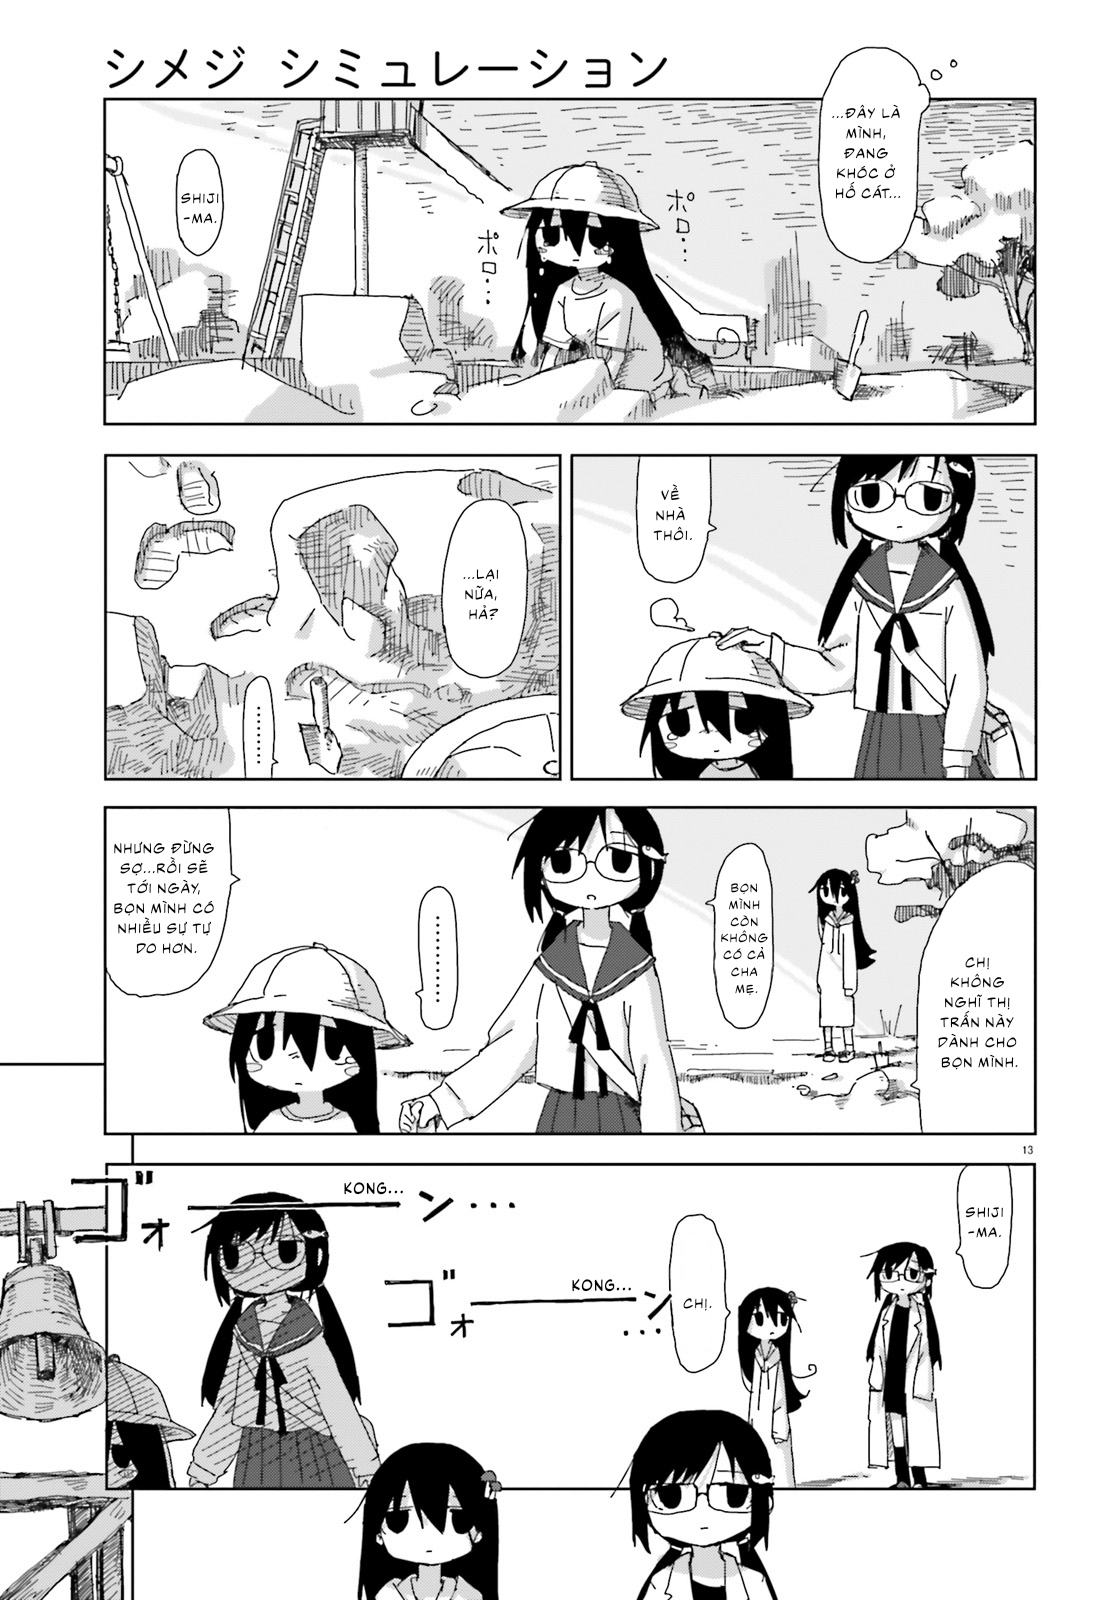 シメジ シミュレーション
...ĐÂY LÀ
MÌNH,
ĐANG
KHÓC Ở
HỐ CÁT...
ポロ...
ポロ...
SHIJI
-MA.
VỀ
NHÀ
THÔI.
...LẠI
NỮA,
HẢ?
........
CHỊ
KHÔNG
NGHĨ THỊ
TRẤN NÀY
DÀNH CHO
BỌN MÌNH.
BỌN
MÌNH
CÒN
KHÔNG
CÓ CẢ
CHA
MẸ.
..........
NHƯNG ĐỪNG
SỢ...RỒI SẼ
TỚI NGÀY,
BỌN MÌNH CÓ
NHIỀU SỰ TỰ
DO HƠN.
13
SHIJI
-MA.
CHỊ.
ゴォーン...
KONG...
ゴォーン...
KONG...